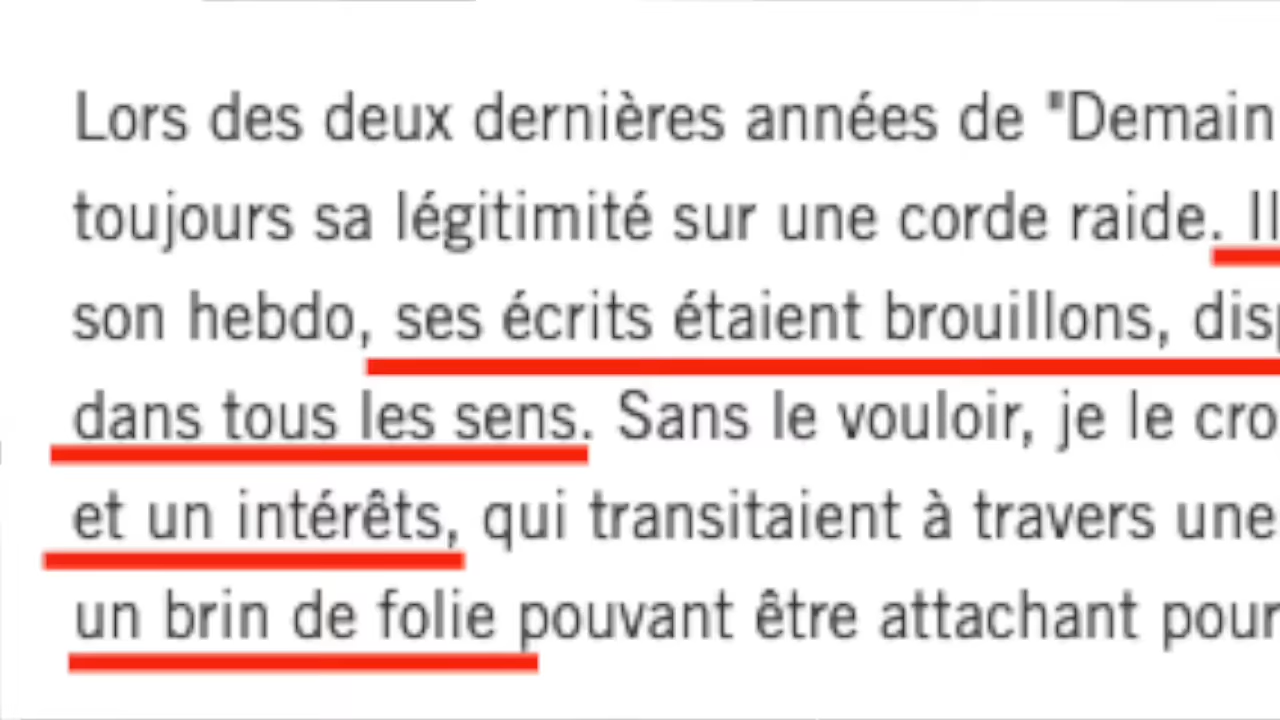 Lors des deux dernières années de "Demain
toujours sa légitimité sur une corde raide. Il
son hebdo, ses écrits étaient brouillons,
dans tous les sens. Sans le vouloir, je le
et un intérêts, qui transitaient à travers une
un brin de folie pouvant être attachant pour